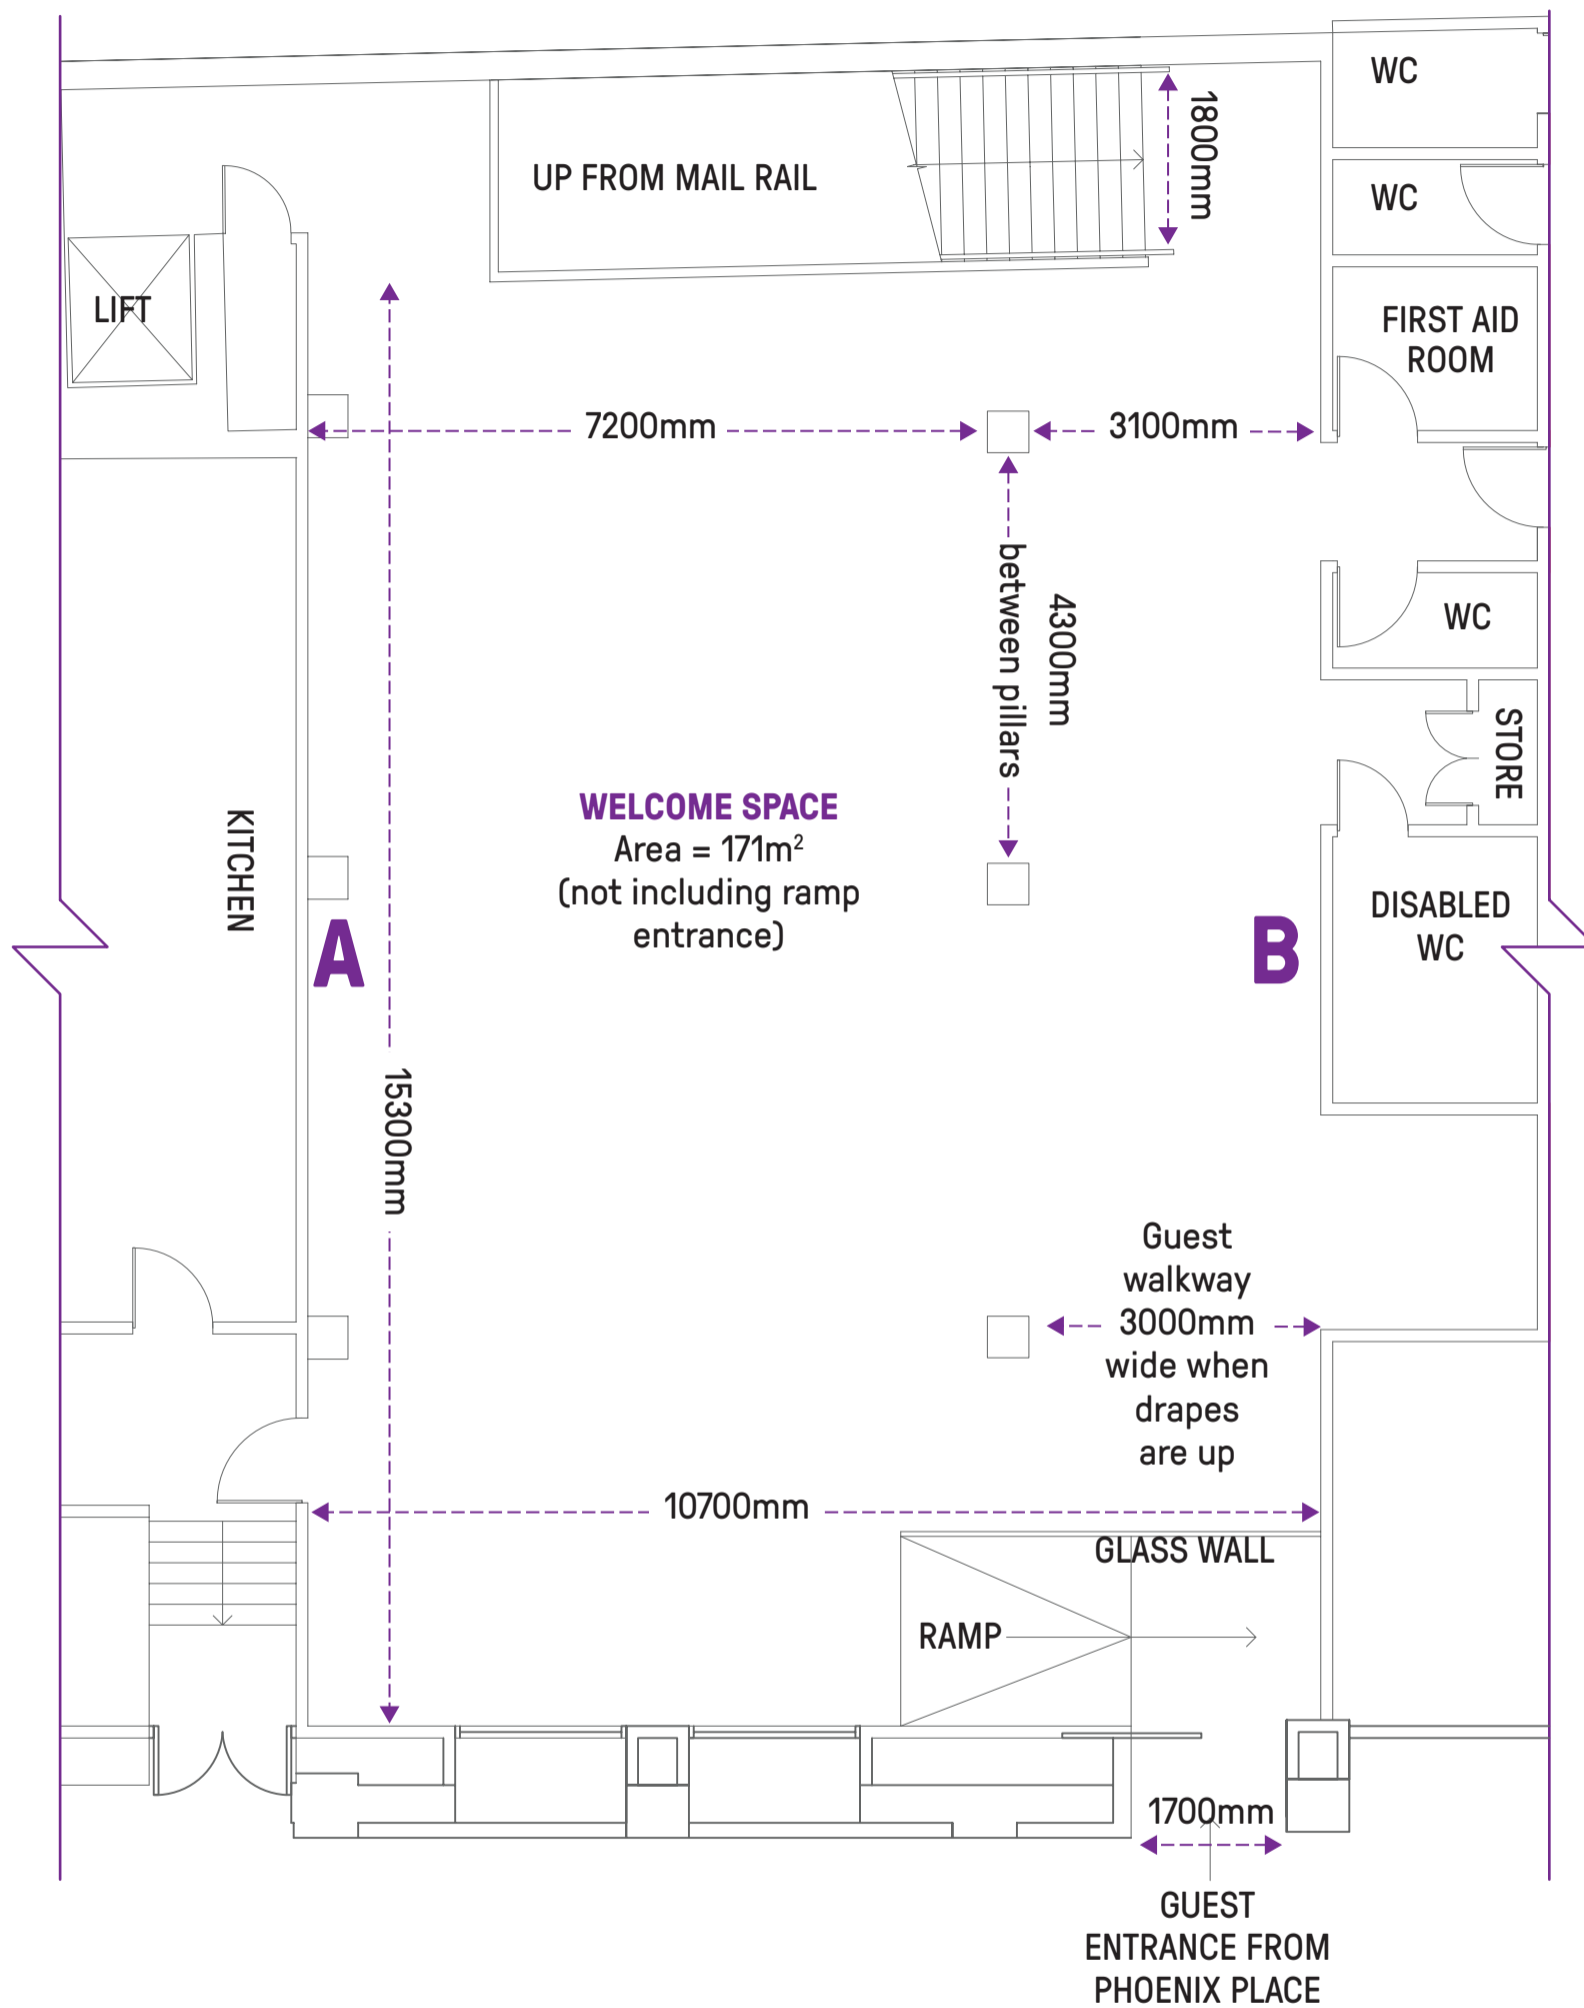 WC
1800mm
UP FROM MAIL RAIL
WC
LIFT
FIRST AID
ROOM
7200mm
3100mm
between pillars
4300mm
WC
STORE
KITCHEN
WELCOME SPACE
Area = 171m²
(not including ramp
entrance)
A
B
DISABLED
WC
15300mm
Guest
walkway
3000mm
wide when
drapes
are up
10700mm
GLASS WALL
RAMP
1700mm
GUEST
ENTRANCE FROM
PHOENIX PLACE